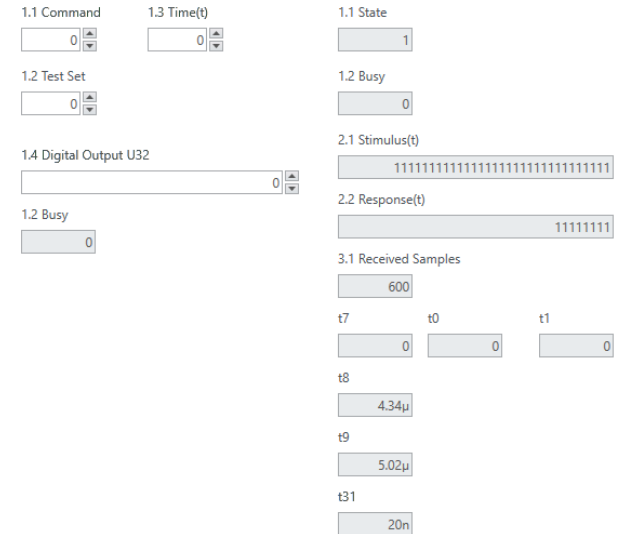 1.1 Command
1.3 Time(t)
0
0
1.2 Test Set
0
1.4 Digital Output U32
0
1.2 Busy
0
1.1 State
1
1.2 Busy
0
2.1 Stimulus(t)
1111111111111111111111111111111
2.2 Response(t)
11111111
3.1 Received Samples
600
t7
t0
t1
0
0
0
t8
4.34µ
t9
5.02µ
t31
20n